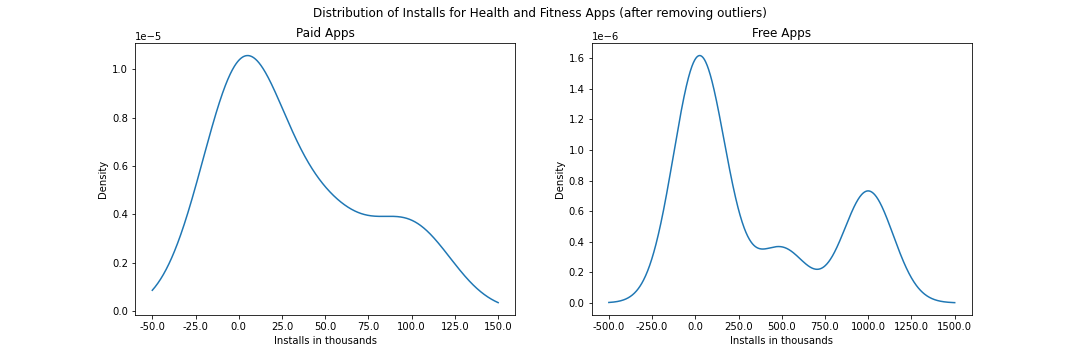 Distribution of Installs for Health and Fitness Apps (after removing outliers)
Paid Apps
1e−5
1.0
0.8
0.6
0.4
0.2
0.0
Density
-50.0 -25.0 0.0 25.0 50.0 75.0 100.0 125.0 150.0
Installs in thousands
Free Apps
1e−6
1.6
1.4
1.2
1.0
0.8
0.6
0.4
0.2
0.0
Density
-500.0 -250.0 0.0 250.0 500.0 750.0 1000.0 1250.0 1500.0
Installs in thousands